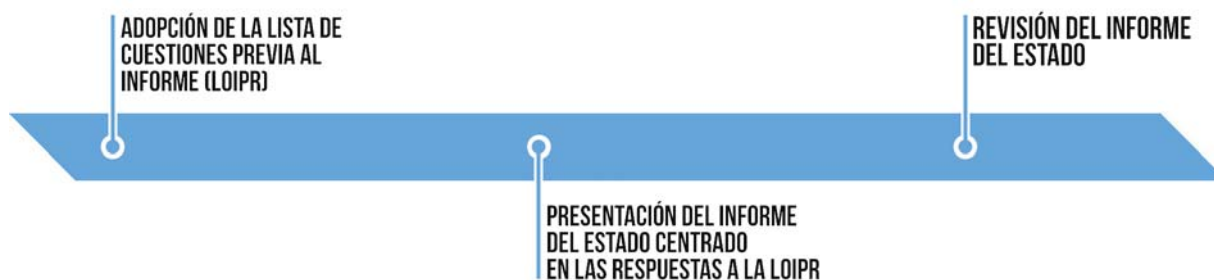 ADOPCIÓN DE LA LISTA DE
CUESTIONES PREVIA AL
INFORME (LOIPR)
PRESENTACIÓN DEL INFORME
DEL ESTADO CENTRADO
EN LAS RESPUESTAS A LA LOIPR
REVISIÓN DEL INFORME
DEL ESTADO